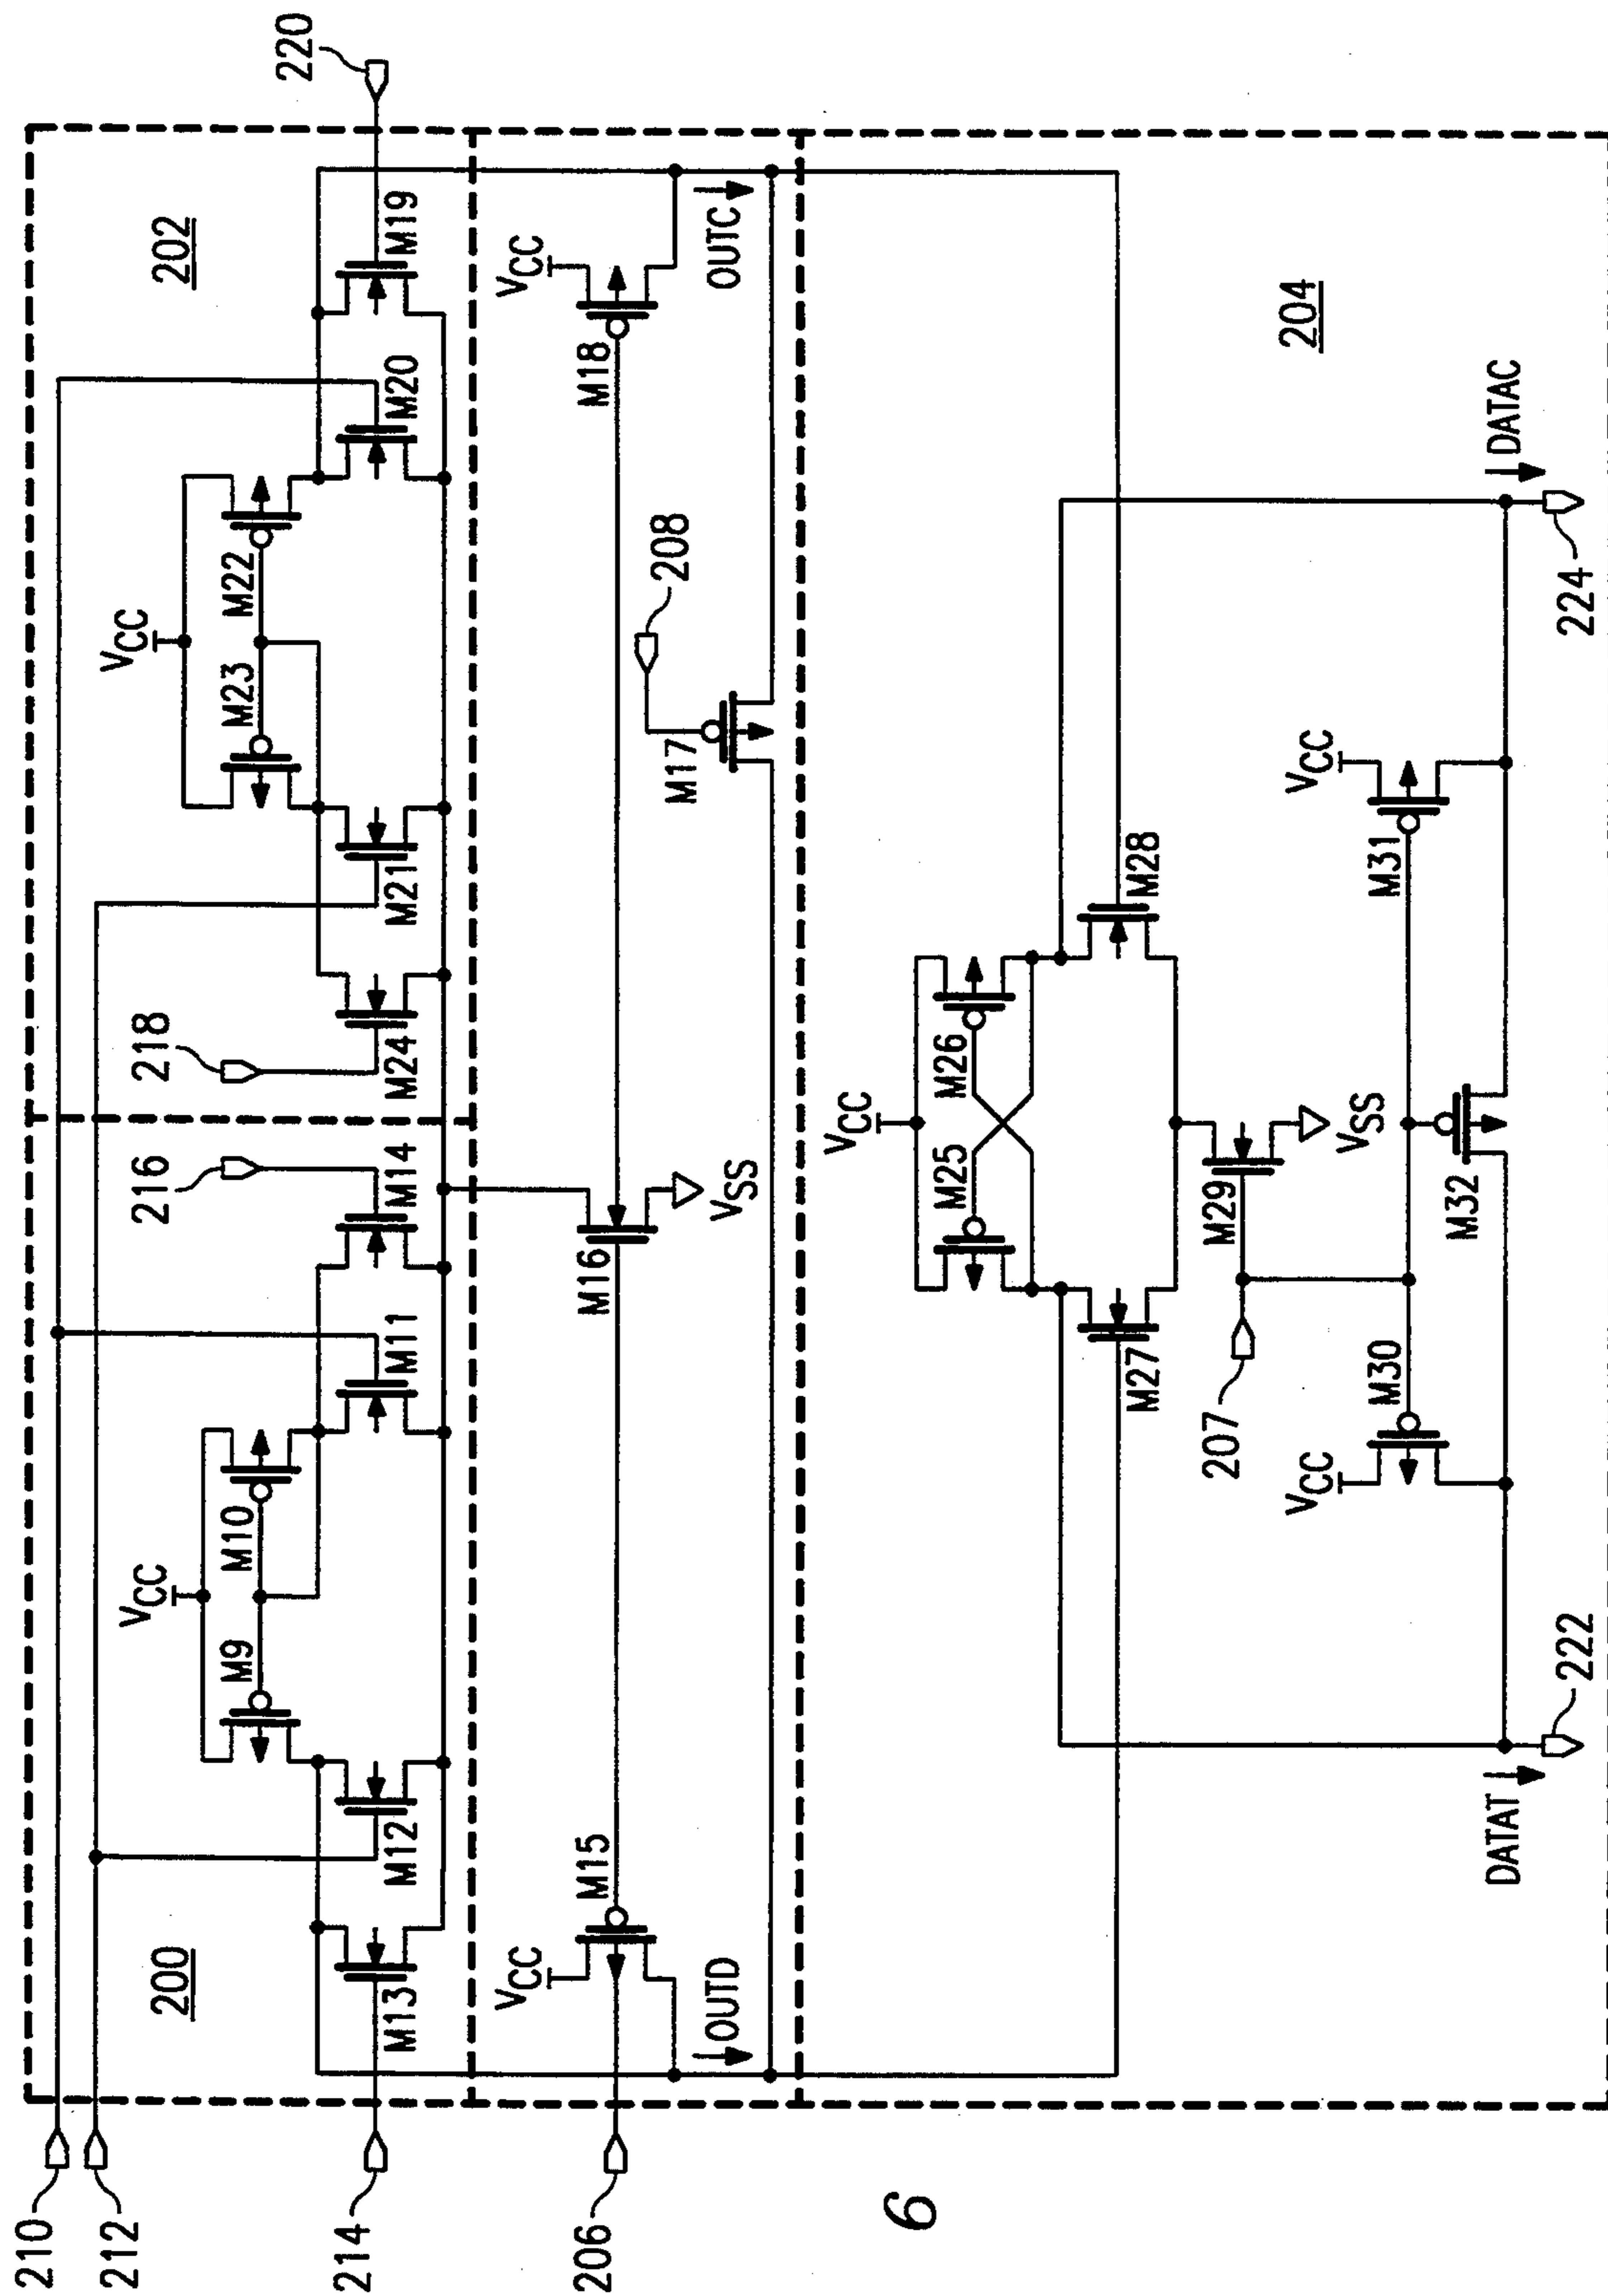 210
212
214
206
200
202
220
VCC
M9
M10
M12
M13
M11
M14
216
218
M24
M21
M23
M22
VCC
M20
M19
VCC
M15
OUTD
M16
VSS
M17
208
M18
VCC
OUTC
204
VCC
M25
M26
M27
M28
M29
VSS
207
VCC
M30
M31
VCC
M32
DATAT
222
DATAC
224
6